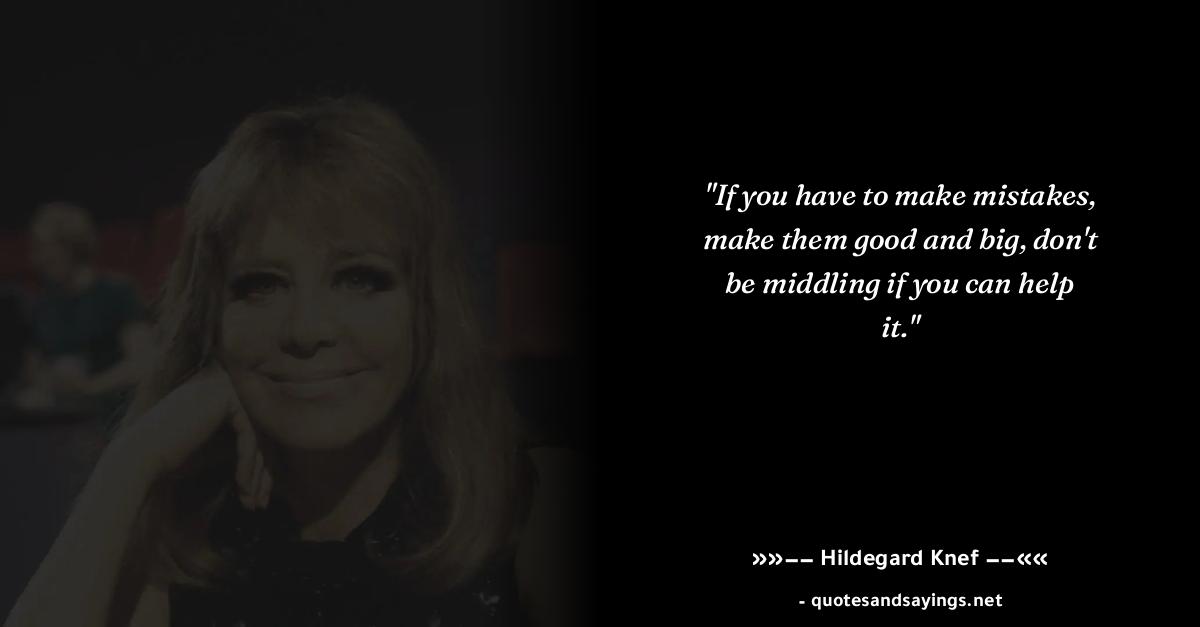 "If you have to make mistakes,
make them good and big, don't
be middling if you can help
it."
»»–– Hildegard Knef ––««
- quotesandsayings.net